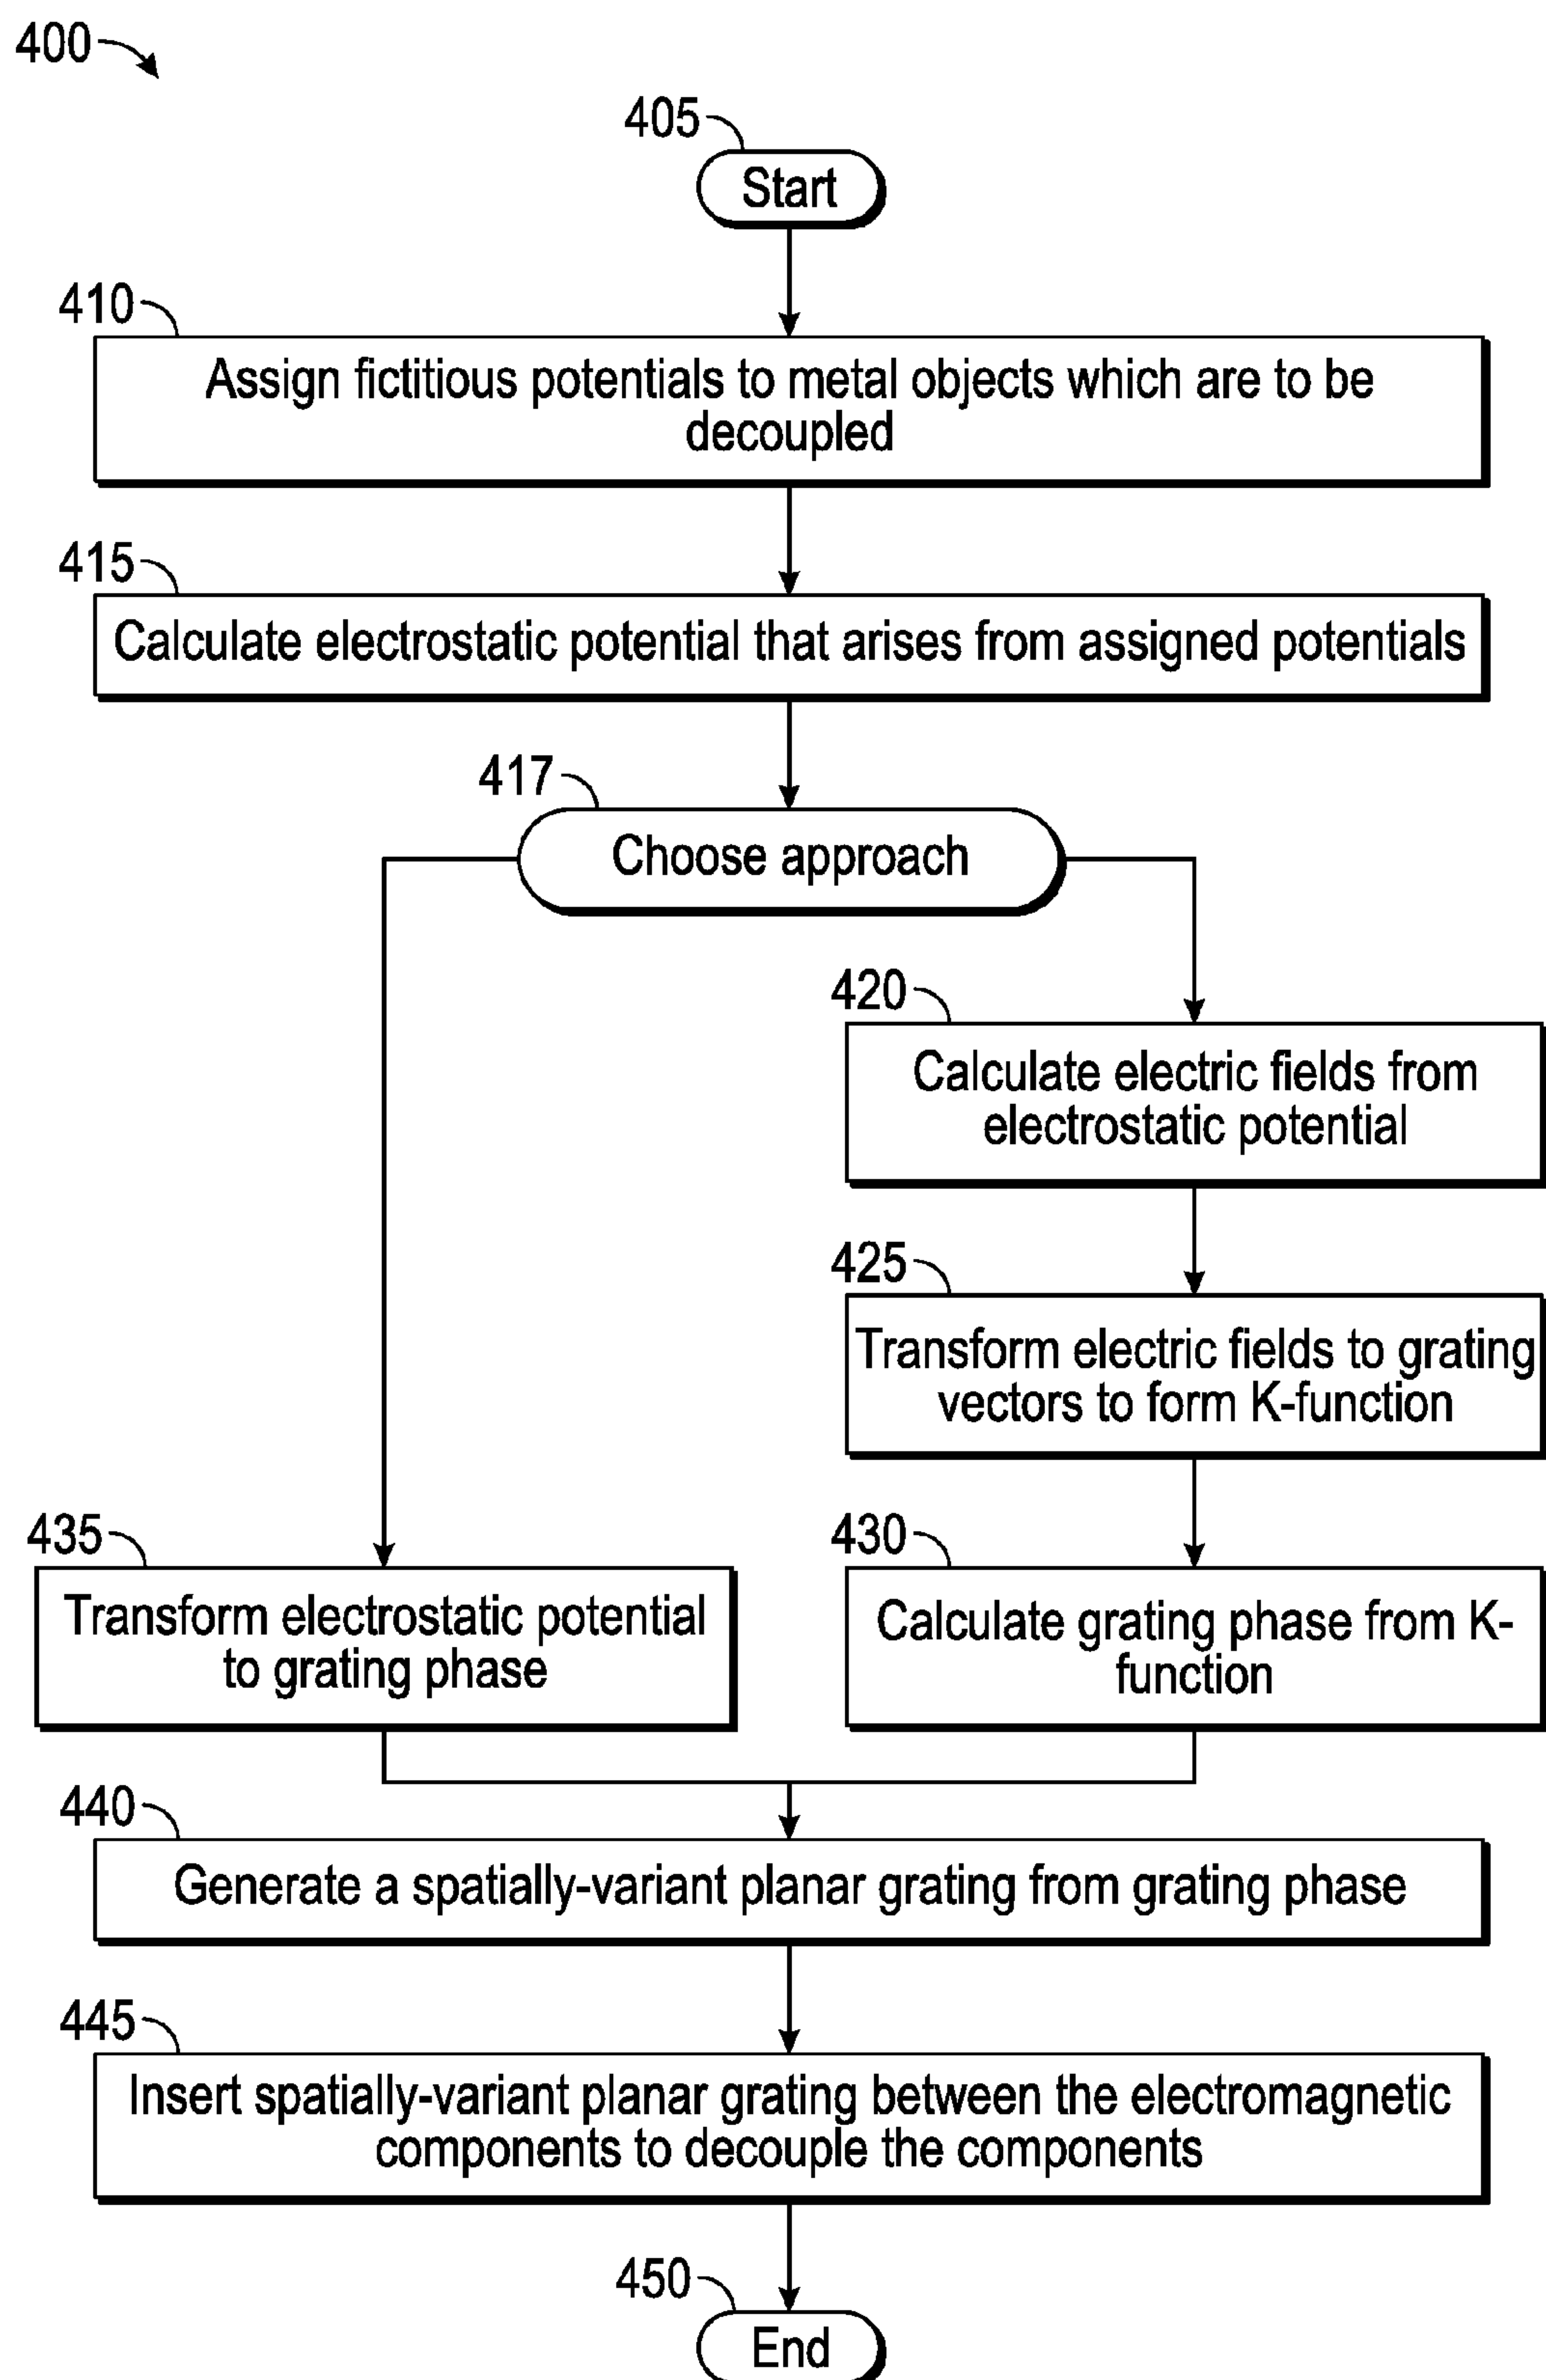 400
405
Start
410
Assign fictitious potentials to metal objects which are to be
decoupled
415
Calculate electrostatic potential that arises from assigned potentials
417
Choose approach
420
Calculate electric fields from
electrostatic potential
425
Transform electric fields to grating
vectors to form K-function
435
Transform electrostatic potential
to grating phase
430
Calculate grating phase from K-
function
440
Generate a spatially-variant planar grating from grating phase
445
Insert spatially-variant planar grating between the electromagnetic
components to decouple the components
450
End